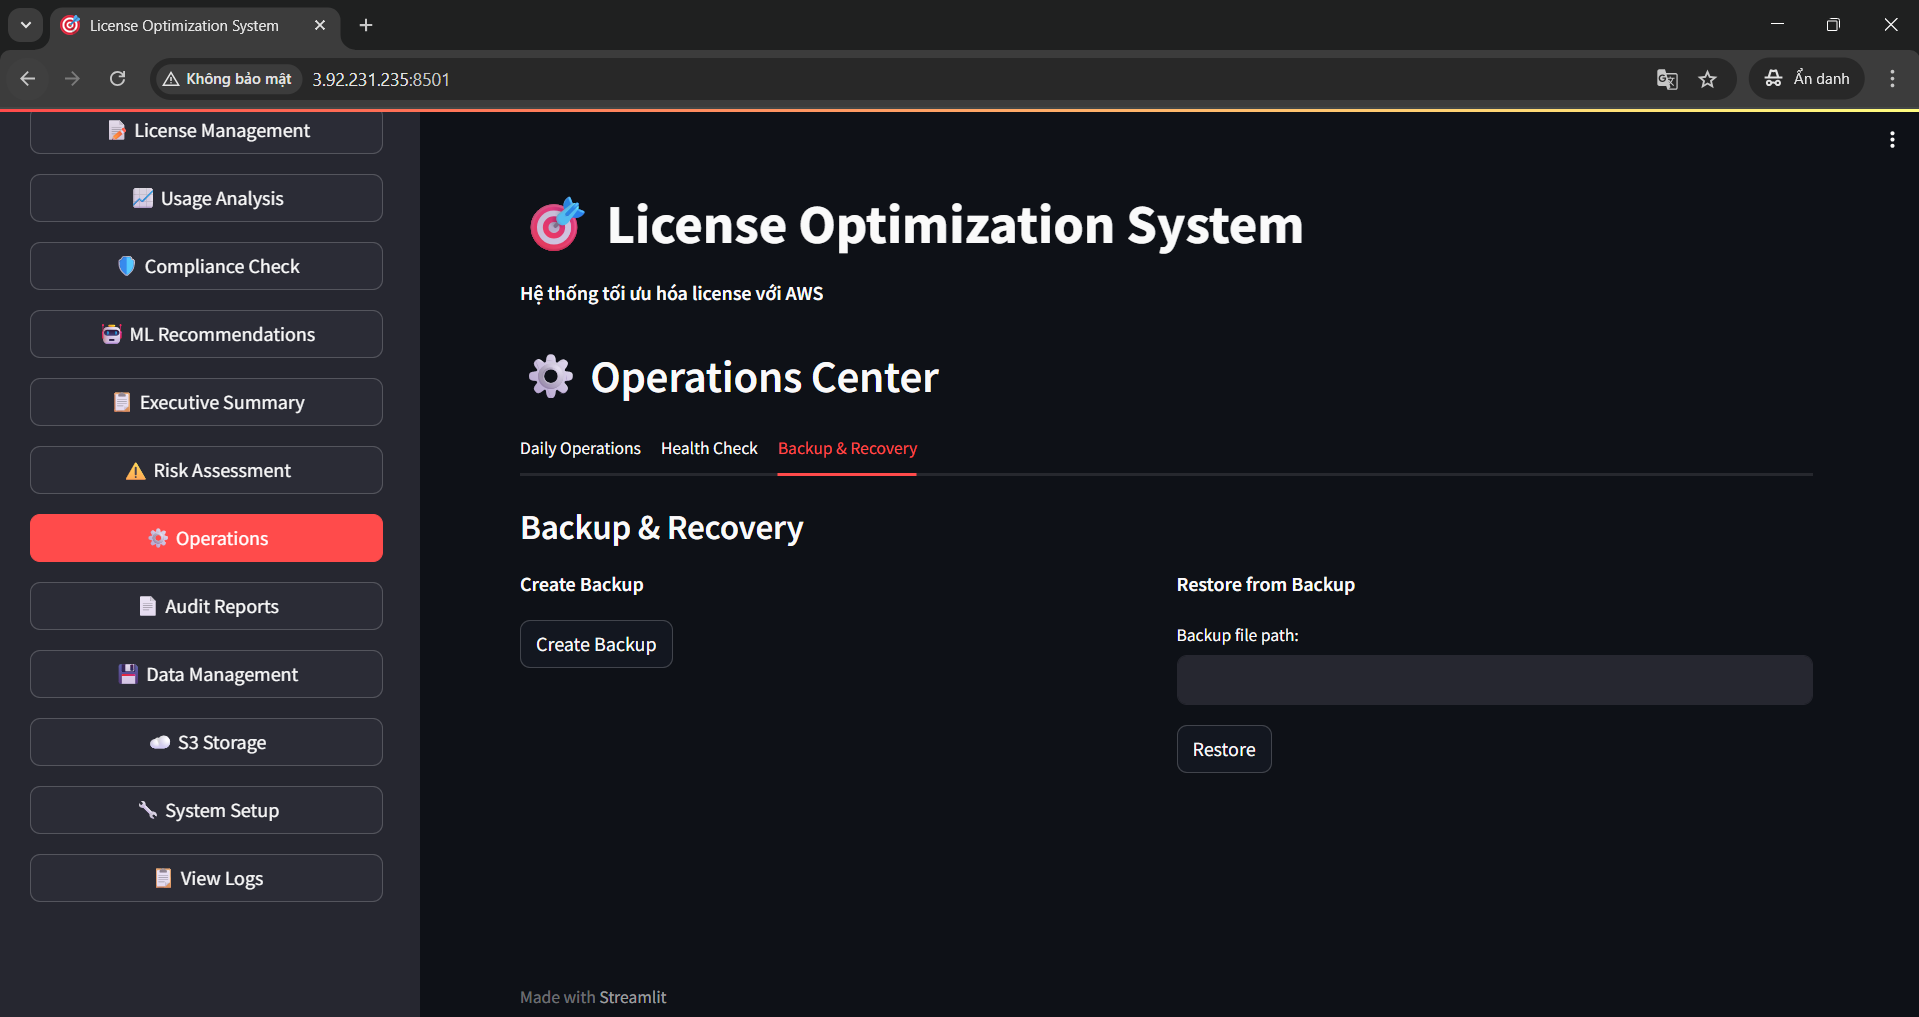 License Optimization System
Không bảo mật
3.92.231.235:8501
Ẩn danh
License Management
Usage Analysis
Compliance Check
ML Recommendations
Executive Summary
Risk Assessment
Operations
Audit Reports
Data Management
S3 Storage
System Setup
View Logs
License Optimization System
Hệ thống tối ưu hóa license với AWS
Operations Center
Daily Operations Health Check Backup & Recovery
Backup & Recovery
Create Backup
Create Backup
Restore from Backup
Backup file path:
Restore
Made with Streamlit